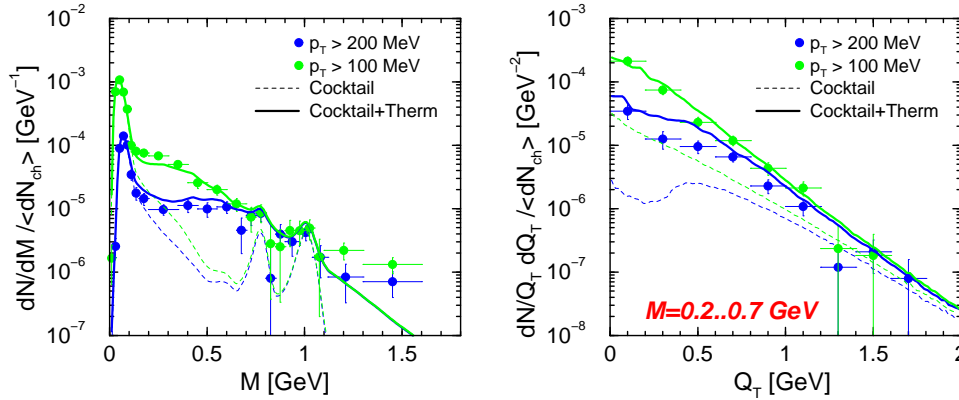 dN/dM /<dN_ch> [GeV^-1]
10^-2
10^-3
10^-4
10^-5
10^-6
10^-7
p_T > 200 MeV
p_T > 100 MeV
Cocktail
Cocktail+Therm
0 0.5 1 1.5
M [GeV]
dN/Q_T dQ_T /<dN_ch> [GeV^-2]
10^-3
10^-4
10^-5
10^-6
10^-7
10^-8
p_T > 200 MeV
p_T > 100 MeV
Cocktail
Cocktail+Therm
M=0.2..0.7 GeV
0 0.5 1 1.5 2
Q_T [GeV]